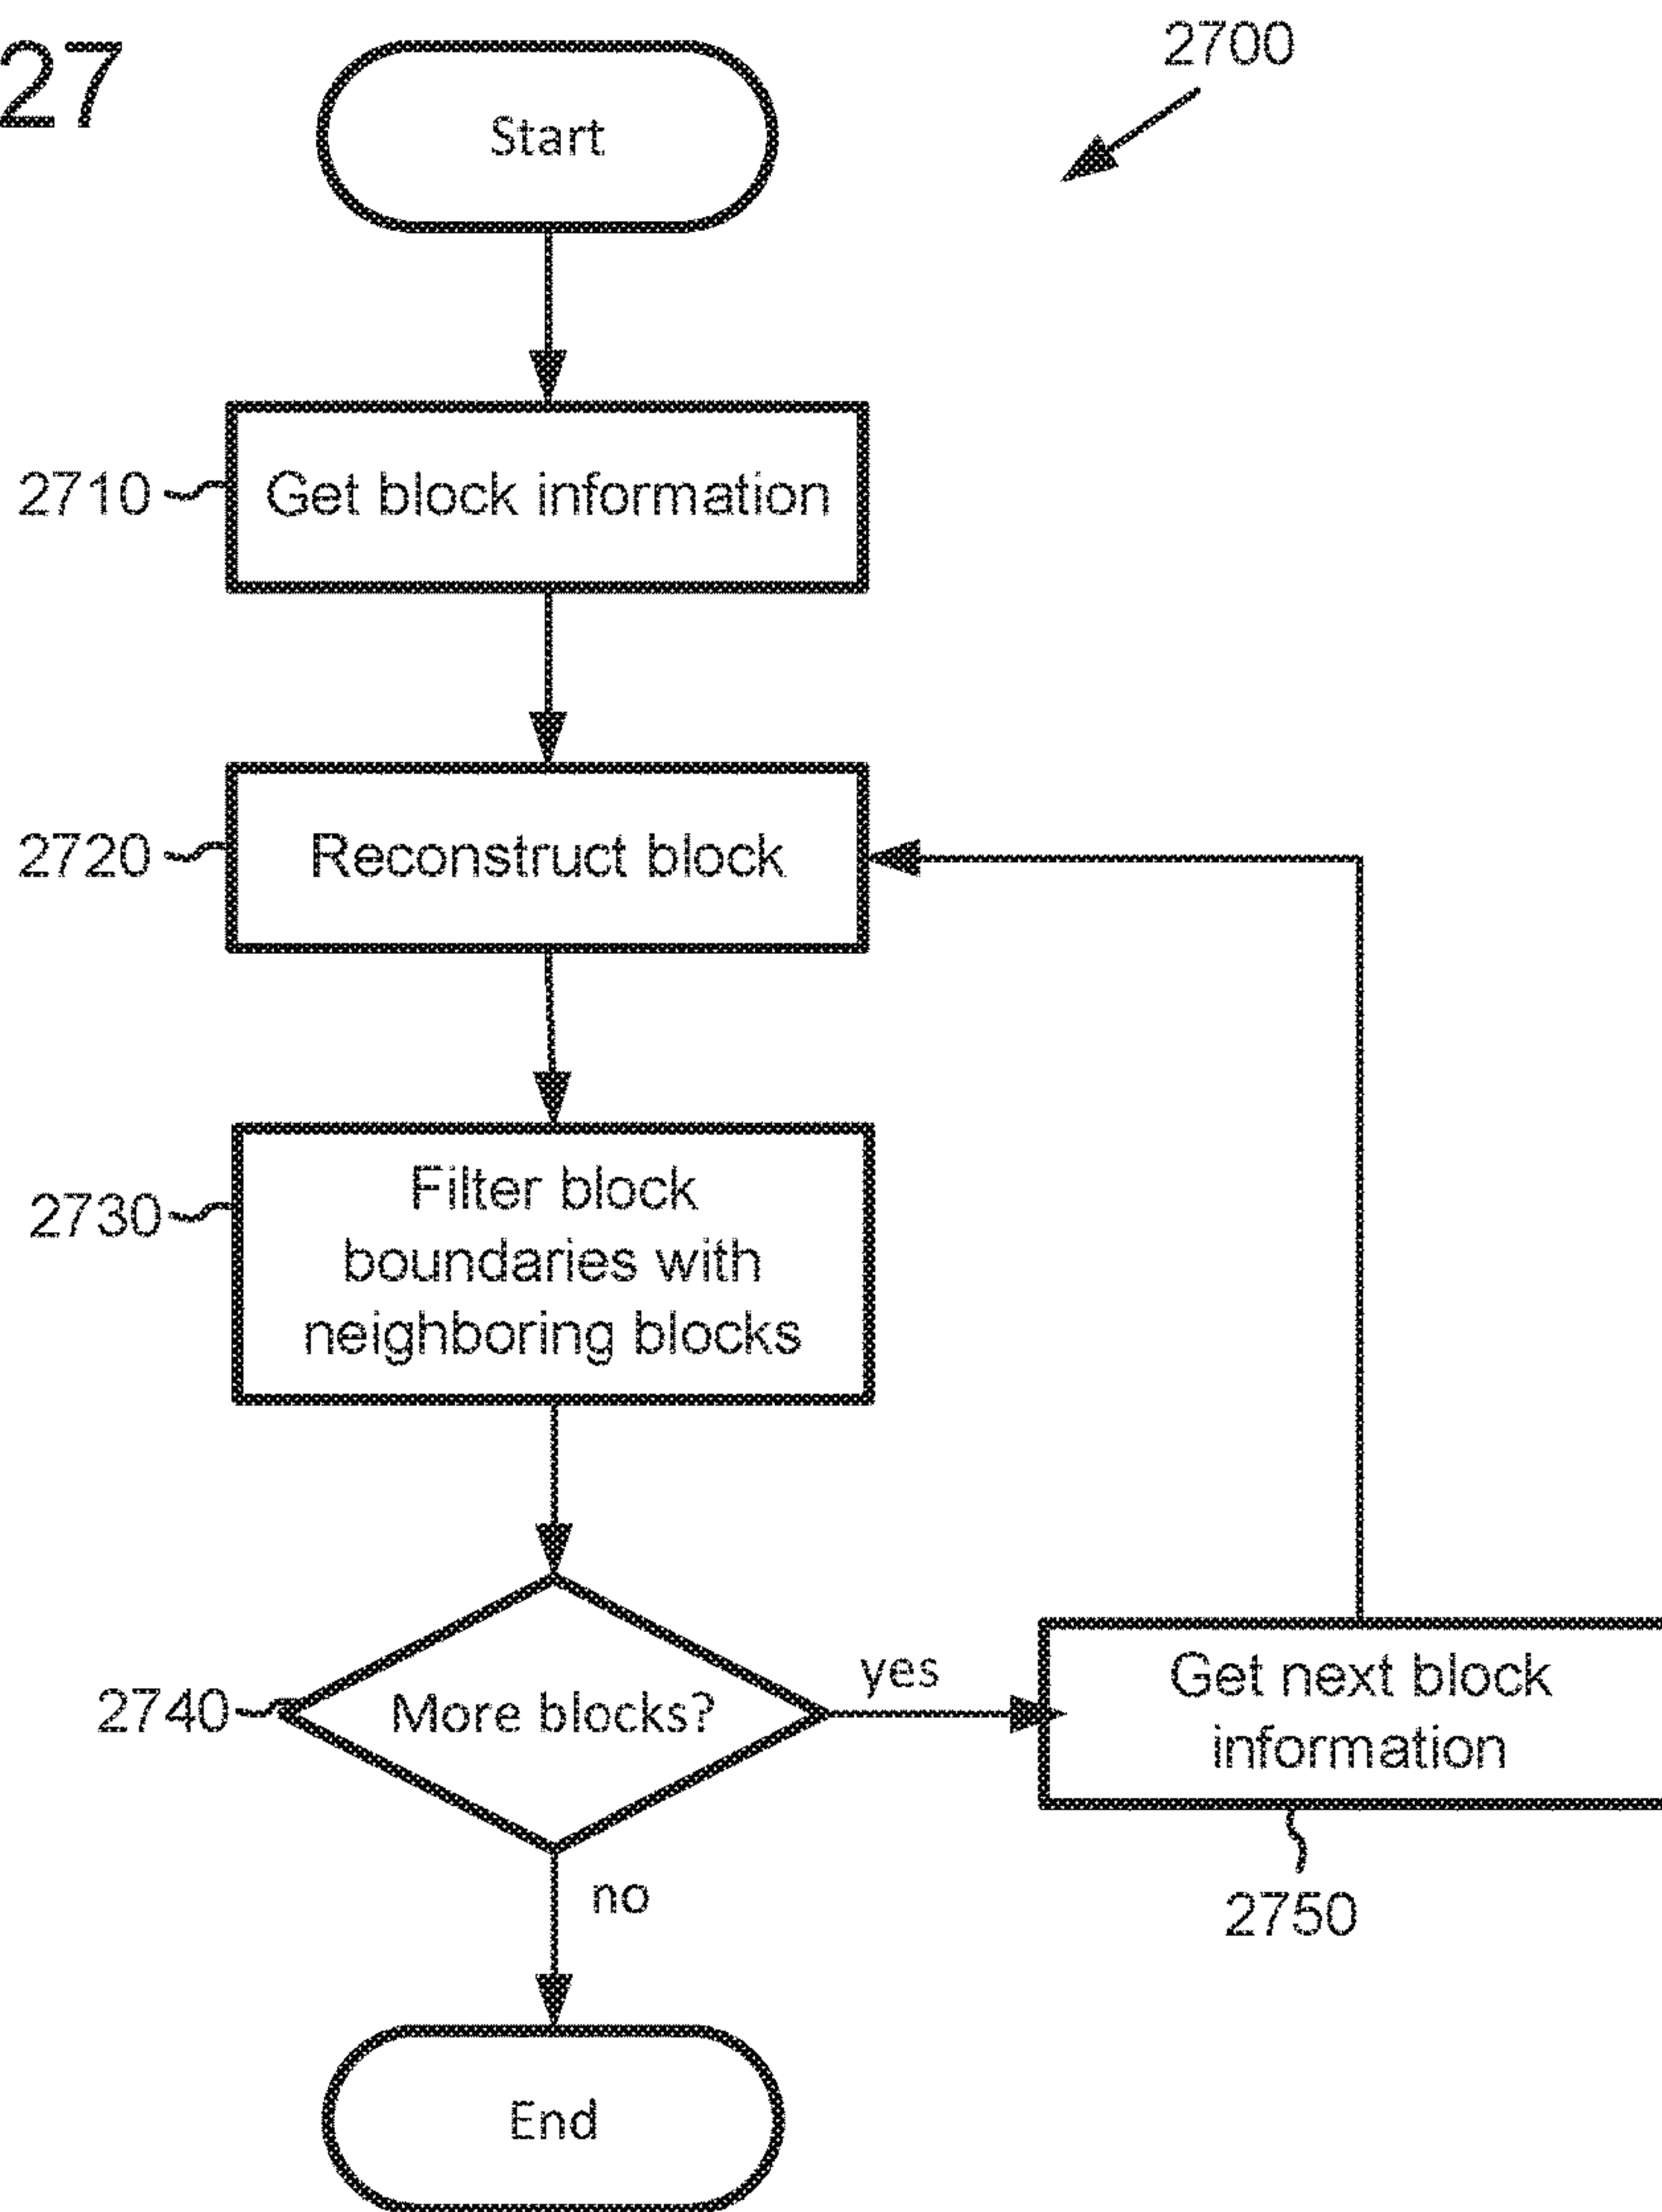 27
2700
Start
2710
Get block information
2720
Reconstruct block
2730
Filter block
boundaries with
neighboring blocks
2740
More blocks?
yes
Get next block
information
2750
no
End